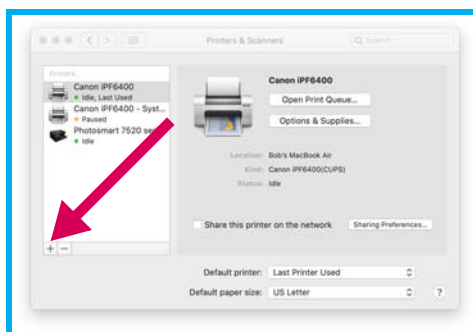 Printers & Scanners
Search
Printers
Canon iPF6400
Idle, Last Used
Canon iPF6400 - Syst...
Paused
Photosmart 7520 se
Idle
Canon iPF6400
Open Print Queue...
Options & Supplies...
Location: Bob's MacBook Air
Kind: Canon iPF6400(CUPS)
Status: Idle
Share this printer on the network
Sharing Preferences...
+ −
Default printer: Last Printer Used
Default paper size: US Letter
?